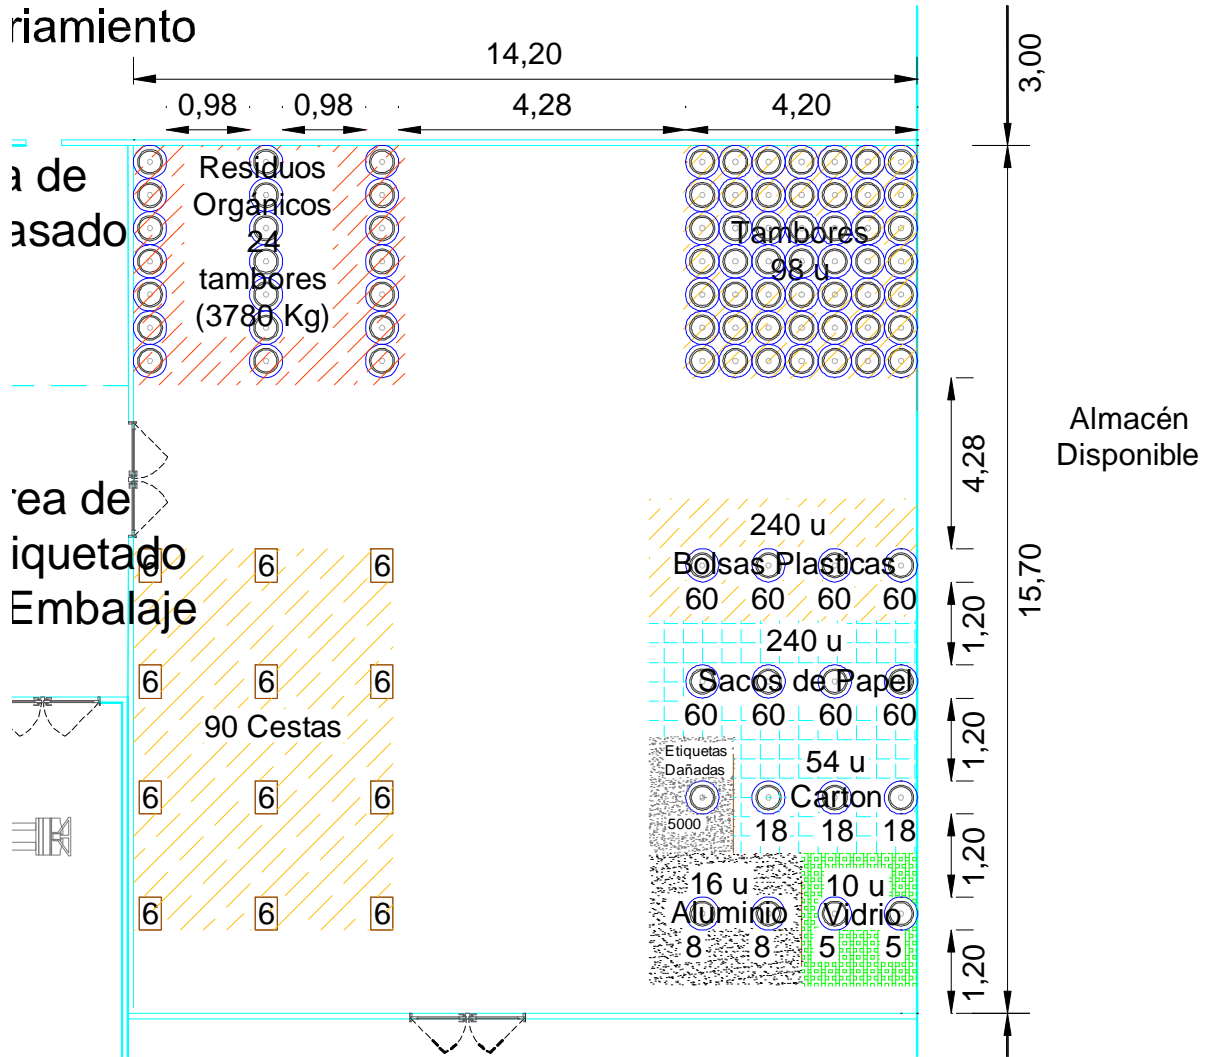 riamiento
14,20
3,00
0,98
0,98
4,28
4,20
a de
asado
Residuos
Orgánicos
24
tambores
(3780 Kg)
Tambores
98 u
Almacén
Disponible
4,28
15,70
rea de
iquetado
Embalaje
240 u
Bolsas Plasticas
60 60 60 60
1,20
240 u
Sacos de Papel
60 60 60 60
1,20
6 6 6
6 6 6
90 Cestas
6 6 6
6 6 6
Etiquetas
Dañadas
5000
54 u
Carton
18 18 18
1,20
16 u
Aluminio
8 8
10 u
Vidrio
5 5
1,20